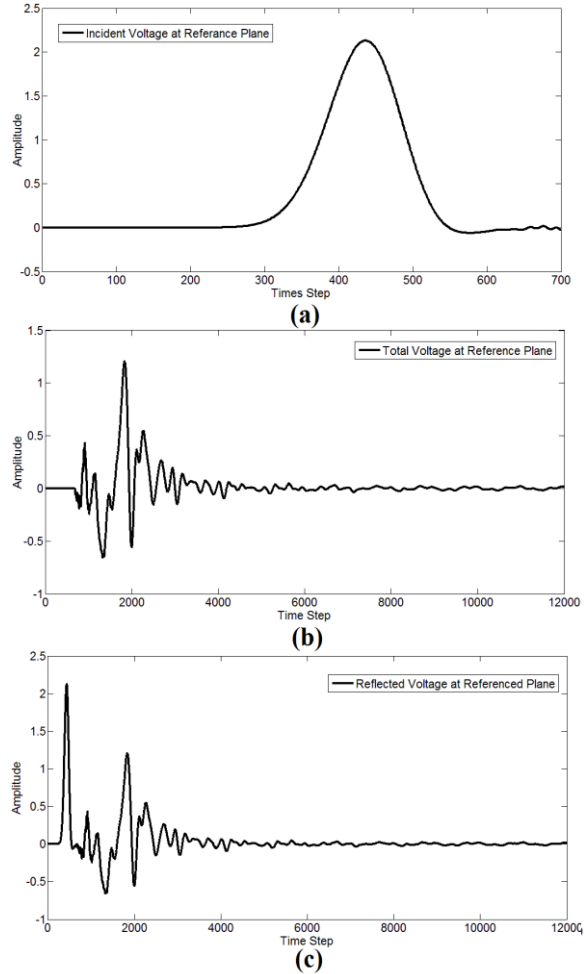 2.5
Incident Voltage at Referance Plane
2
1.5
Amplitude
1
0.5
0
-0.5
0 100 200 300 400 500 600 700
Times Step
(a)
1.5
Total Voltage at Reference Plane
1
0.5
Amplitude
0
-0.5
-1
0 2000 4000 6000 8000 10000 12000
Time Step
(b)
2.5
Reflected Voltage at Referenced Plane
2
1.5
Amplitude
1
0.5
0
-0.5
-1
0 2000 4000 6000 8000 10000 12000
Time Step
(c)